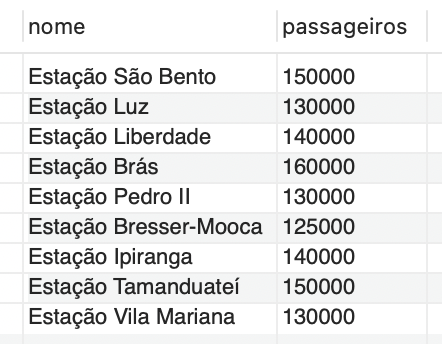 nome passageiros
Estação São Bento 150000
Estação Luz 130000
Estação Liberdade 140000
Estação Brás 160000
Estação Pedro II 130000
Estação Bresser-Mooca 125000
Estação Ipiranga 140000
Estação Tamanduateí 150000
Estação Vila Mariana 130000